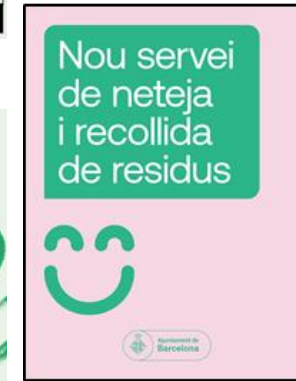 Nou servei
de neteja
i recollida
de residus
Ajuntament de
Barcelona